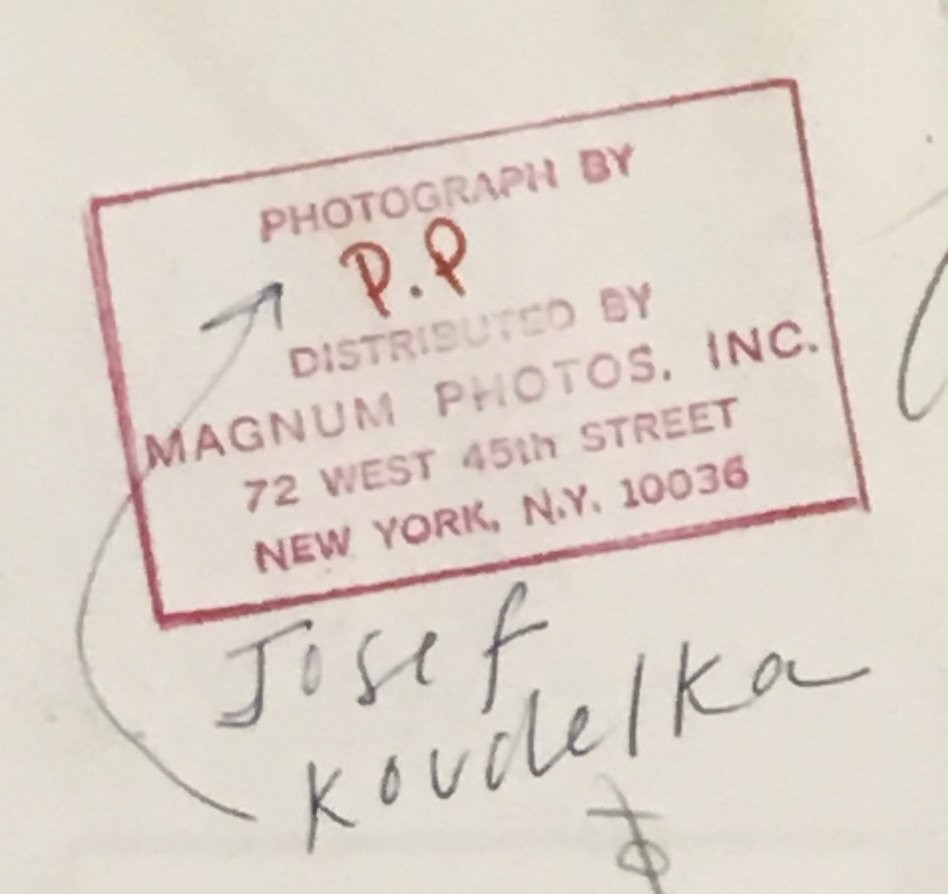 PHOTOGRAPH BY
P.P
DISTRIBUTED BY
MAGNUM PHOTOS, INC.
72 WEST 45th STREET
NEW YORK, N.Y. 10036
Josef
Koudelka